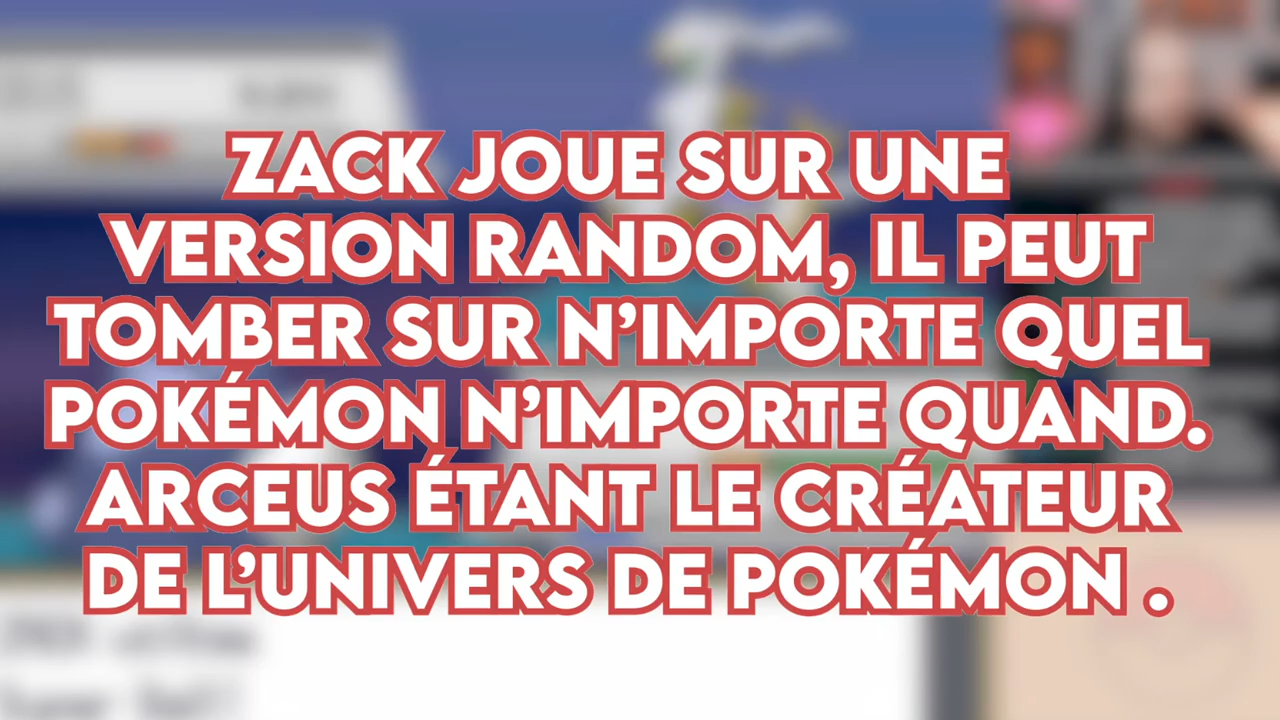 ZACK JOUE SUR UNE
VERSION RANDOM, IL PEUT
TOMBER SUR N'IMPORTE QUEL
POKÉMON N'IMPORTE QUAND.
ARCEUS ÉTANT LE CRÉATEUR
DE L'UNIVERS DE POKÉMON .